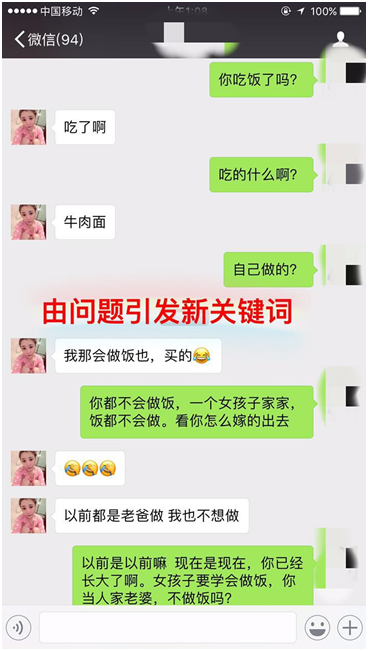 中国移动
上午1:08
100%
微信(94)
你吃饭了吗?
吃了啊
吃的什么啊?
牛肉面
自己做的?
由问题引发新关键词
我那会做饭也，买的😂
你都不会做饭，一个女孩子家家，
饭都不会做。看你怎么嫁的出去
🤣🤣🤣
以前都是老爸做 我也不想做
以前是以前嘛 现在是现在，你已经
长大了啊。女孩子要学会做饭，你
当人家老婆，不做饭吗?